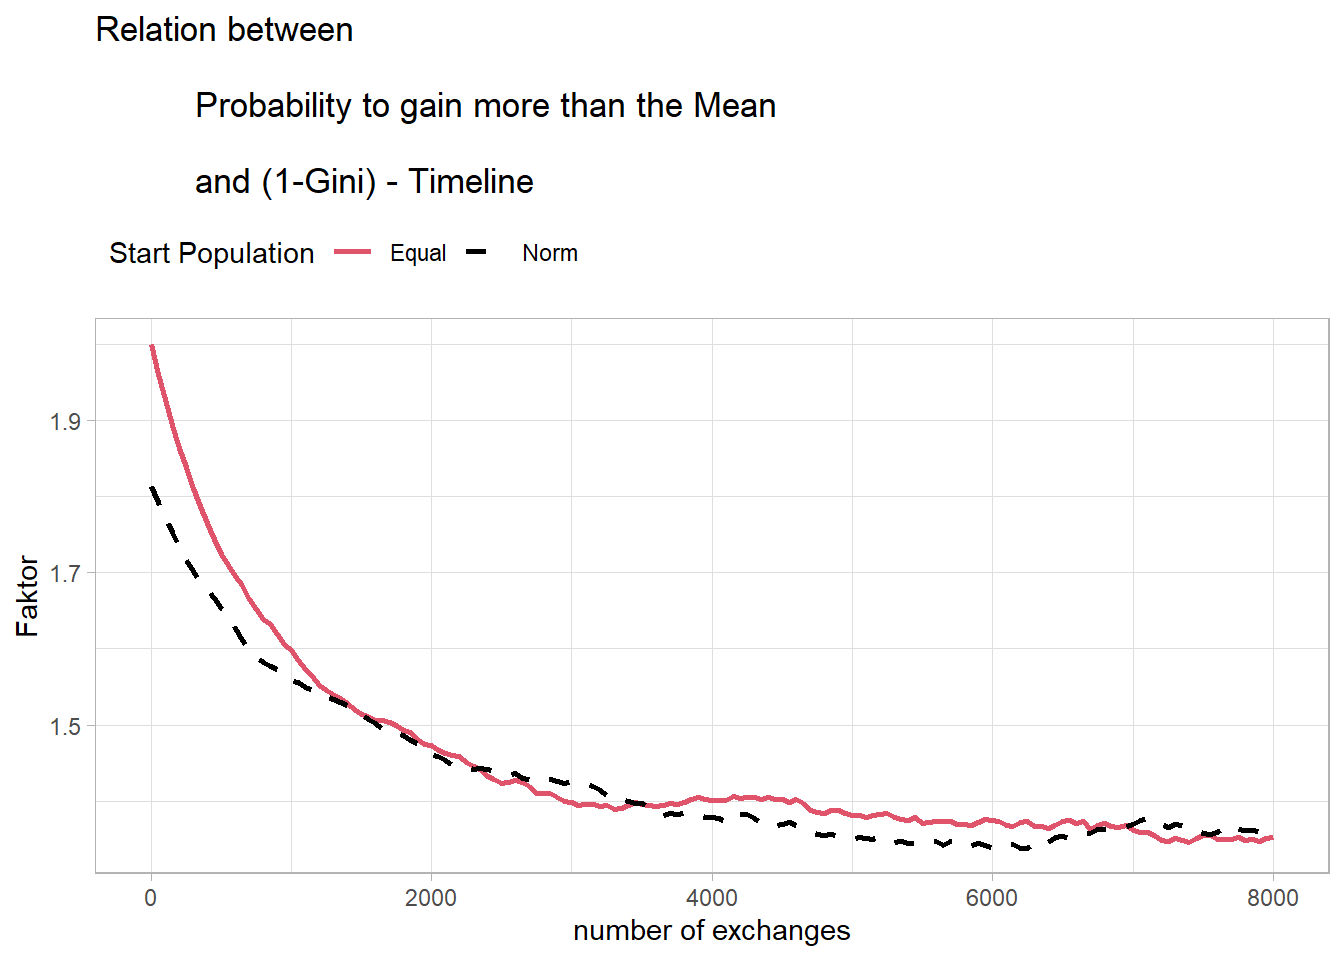 Relation between
Probability to gain more than the Mean
and (1-Gini) - Timeline
Start Population Equal Norm
1.9
1.7
1.5
Faktor
0 2000 4000 6000 8000
number of exchanges